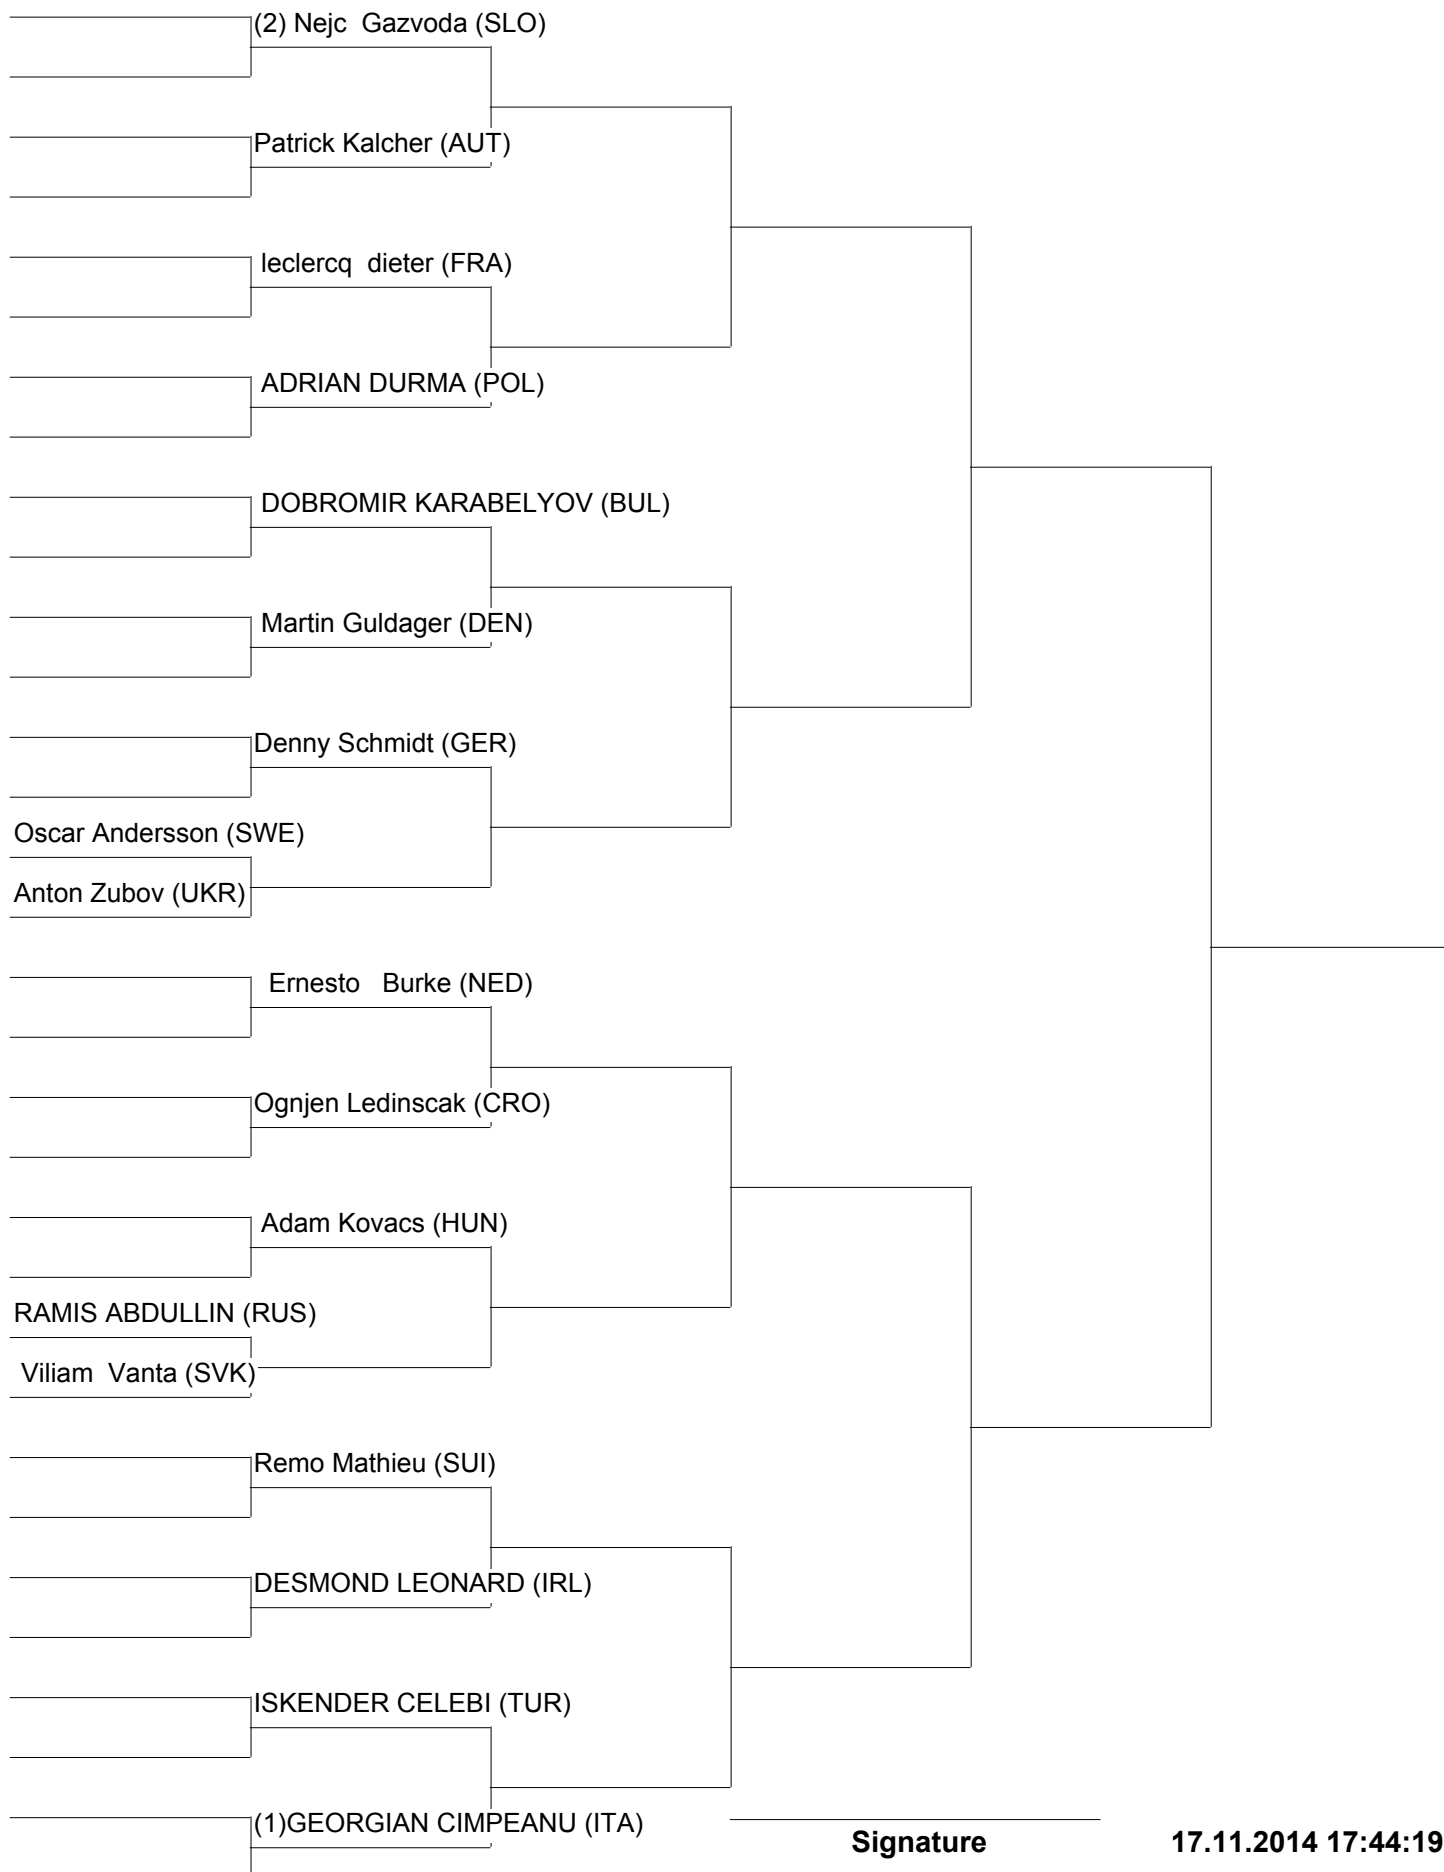 (2) Nejc  Gazvoda (SLO)
Patrick Kalcher (AUT)
leclercq  dieter (FRA)
ADRIAN DURMA (POL)
DOBROMIR KARABELYOV (BUL)
Martin Guldager (DEN)
Denny Schmidt (GER)
Oscar Andersson (SWE)
Anton Zubov (UKR)
Ernesto   Burke (NED)
Ognjen Ledinscak (CRO)
Adam Kovacs (HUN)
RAMIS ABDULLIN (RUS)
Viliam  Vanta (SVK)
Remo Mathieu (SUI)
DESMOND LEONARD (IRL)
ISKENDER CELEBI (TUR)
(1)GEORGIAN CIMPEANU (ITA)
Signature
17.11.2014 17:44:19